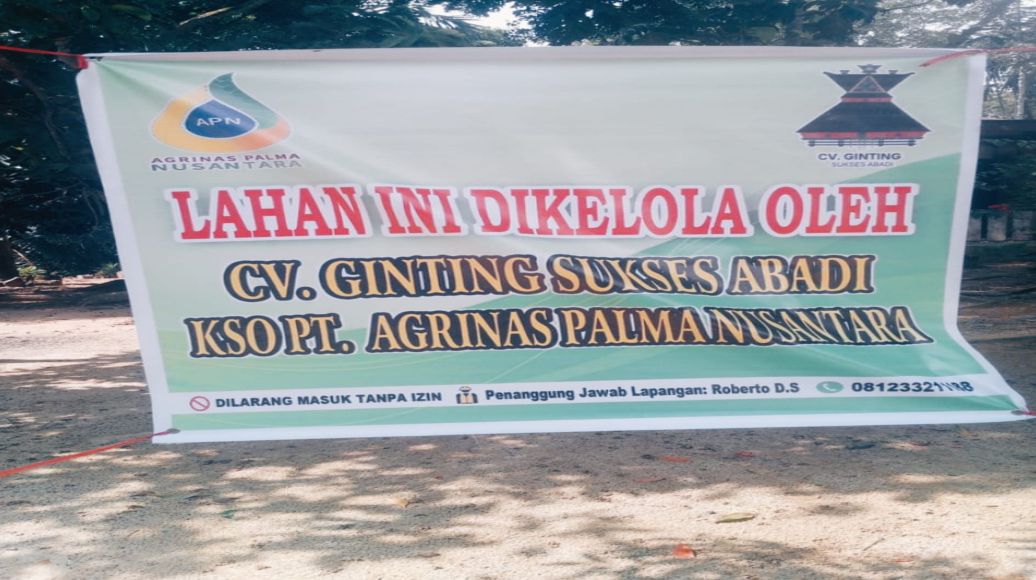 APN
AGRINAS PALMA
NUSANTARA
CV. GINTING
SUKSES ABADI
LAHAN INI DIKELOLA OLEH
CV. GINTING SUKSES ABADI
KSO PT. AGRINAS PALMA NUSANTARA
DILARANG MASUK TANPA IZIN Penanggung Jawab Lapangan: Roberto D.S